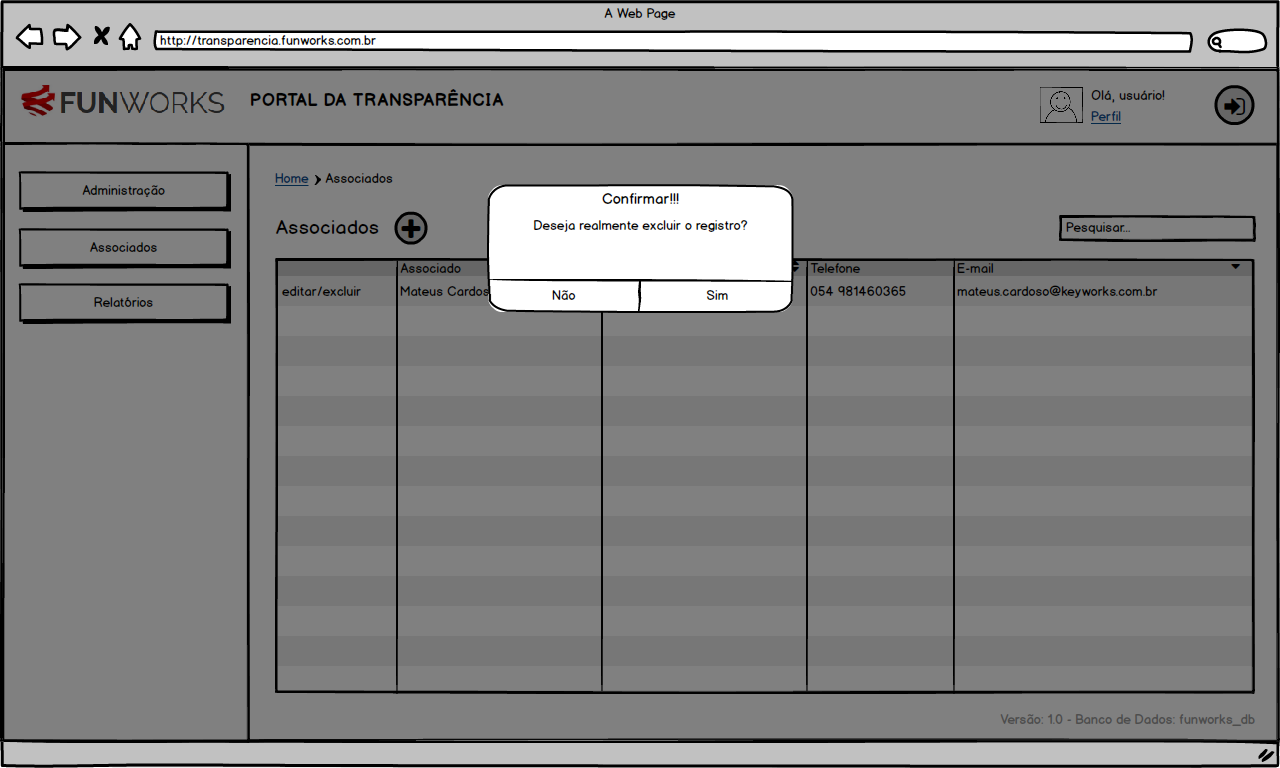 A Web Page
http://transparencia.funworks.com.br
FUNWORKS
PORTAL DA TRANSPARÊNCIA
Olá, usuário!
Perfil
Administração
Associados
Relatórios
Home > Associados
Associados
Pesquisar...
Confirmar!!!
Deseja realmente excluir o registro?
Não Sim
Associado Telefone E-mail
editar/excluir Mateus Cardos 054 981460365 mateus.cardoso@keyworks.com.br
Versão: 1.0 - Banco de Dados: funworks_db